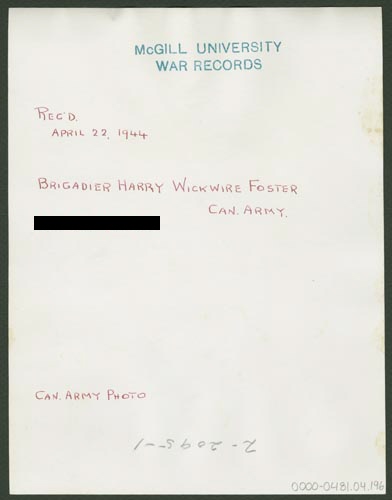 McGILL UNIVERSITY
WAR RECORDS
REC'D.
APRIL 22, 1944
BRIGADIER HARRY WICKWIRE FOSTER
CAN. ARMY.
CAN. ARMY PHOTO
Z-2095-1
0000-0481.04.196